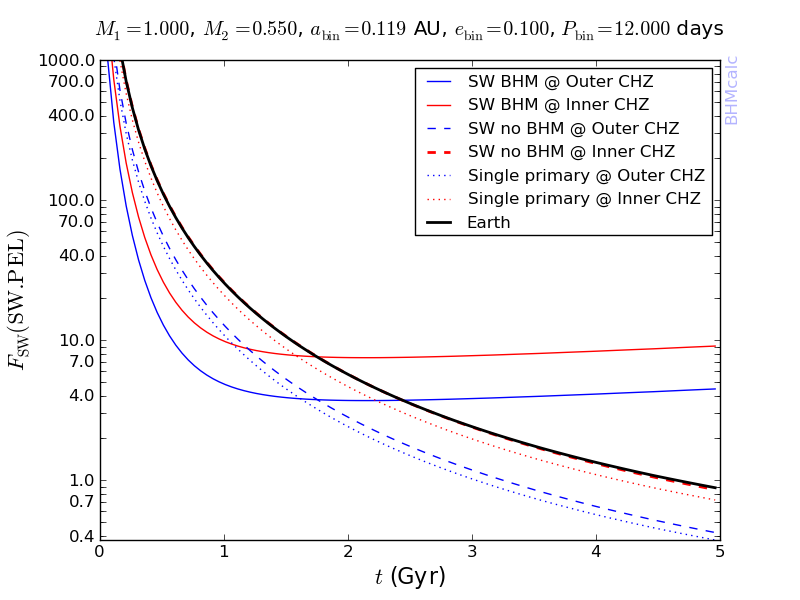 M₁ =1.000, M₂ =0.550, a_bin =0.119 AU, e_bin =0.100, P_bin =12.000 days
BHMcalc
SW BHM @ Outer CHZ
SW BHM @ Inner CHZ
SW no BHM @ Outer CHZ
SW no BHM @ Inner CHZ
Single primary @ Outer CHZ
Single primary @ Inner CHZ
Earth
F_SW (SW.PEL)
1000.0
700.0
400.0
100.0
70.0
40.0
10.0
7.0
4.0
1.0
0.7
0.4
0 1 2 3 4 5
t (Gyr)